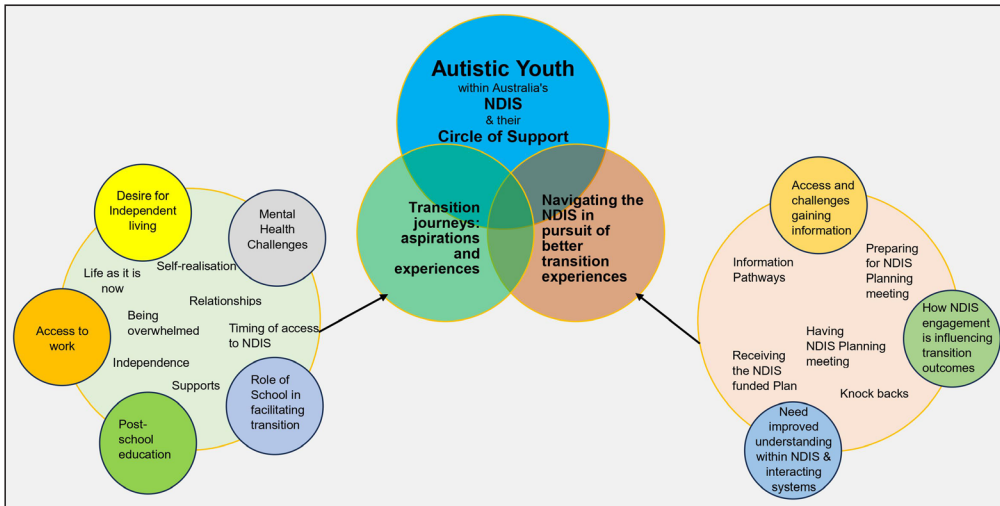 Autistic Youth
within Australia's
NDIS
& their
Circle of Support
Transition
journeys:
aspirations
and
experiences
Navigating the
NDIS in
pursuit of
better
transition
experiences
Desire for
Independent
living
Mental
Health
Challenges
Self-realisation
Life as it is
now
Relationships
Being
overwhelmed
Timing of access
to NDIS
Access to
work
Independence
Supports
Role of
School in
facilitating
transition
Post-
school
education
Access and
challenges
gaining
information
Information
Pathways
Preparing
for NDIS
Planning
meeting
How NDIS
engagement
is influencing
transition
outcomes
Having
NDIS Planning
meeting
Receiving
the NDIS
funded Plan
Knock backs
Need
improved
understanding
within NDIS &
interacting
systems